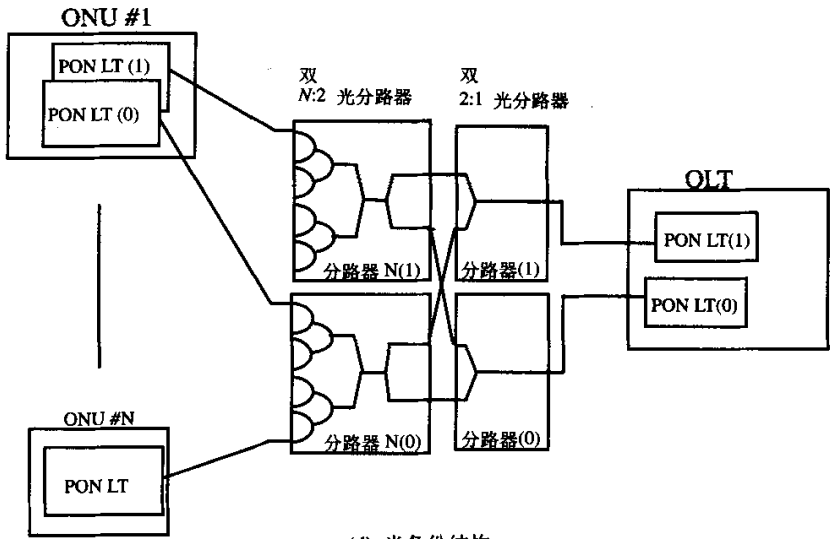 ONU #1
PON LT (1)
PON LT (0)
双
N:2 光分路器
双
2:1 光分路器
分路器 N(1)
分路器(1)
OLT
PON LT(1)
PON LT(0)
分路器 N(0)
分路器(0)
ONU #N
PON LT